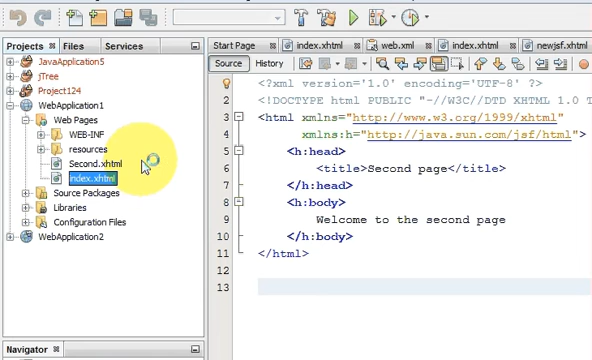 Projects Files Services
JavaApplication5
jTree
Project124
WebApplication1
Web Pages
WEB-INF
resources
Second.xhtml
index.xhtml
Source Packages
Libraries
Configuration Files
WebApplication2
Navigator
Start Page index.xhtml web.xml index.xhtml newjsf.xhtml
Source History
1 <?xml version='1.0' encoding='UTF-8' ?>
2 <!DOCTYPE html PUBLIC "-//W3C//DTD XHTML 1.0 T
3 <html xmlns="http://www.w3.org/1999/xhtml"
4 xmlns:h="http://java.sun.com/jsf/html">
5 <h:head>
6 <title>Second page</title>
7 </h:head>
8 <h:body>
9 Welcome to the second page
10 </h:body>
11 </html>
12
13